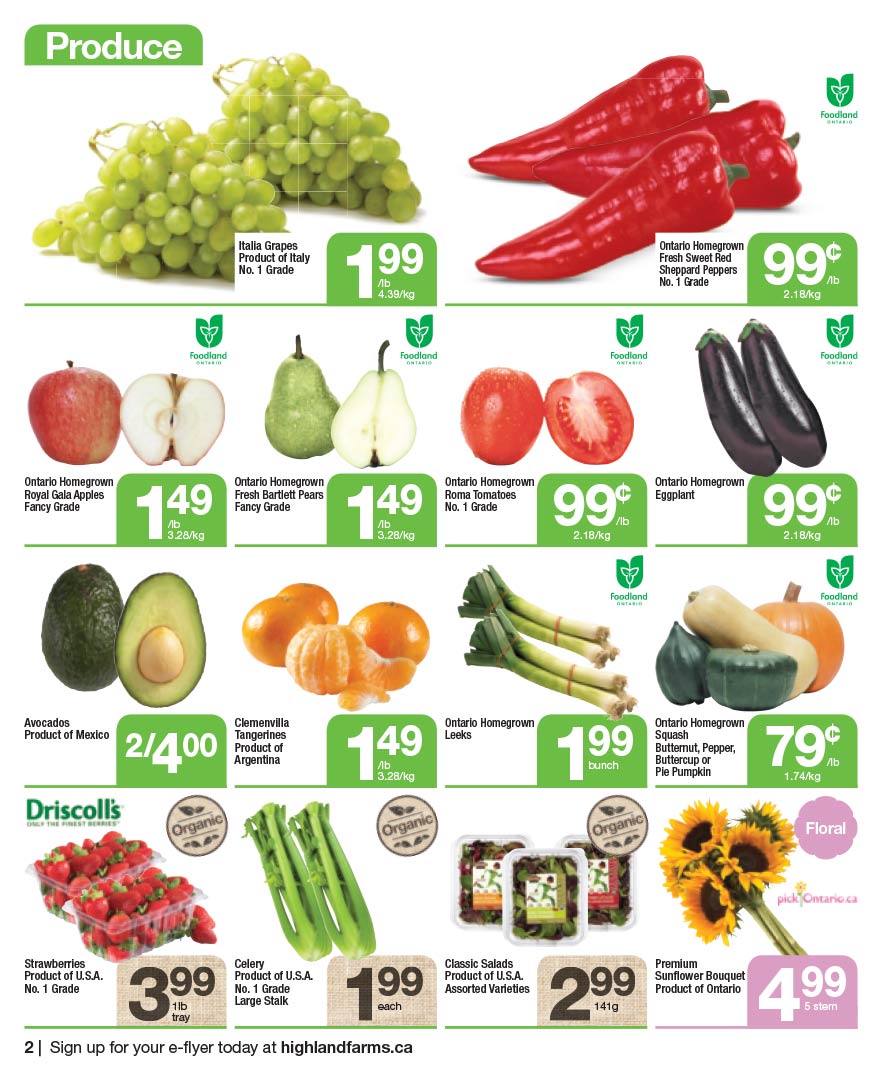 Produce
Foodland
ONTARIO
Italia Grapes
Product of Italy
No. 1 Grade
1.99
/lb
4.39/kg
Ontario Homegrown
Fresh Sweet Red
Sheppard Peppers
No. 1 Grade
99¢
/lb
2.18/kg
Foodland
ONTARIO
Ontario Homegrown
Royal Gala Apples
Fancy Grade
1.49
/lb
3.28/kg
Foodland
ONTARIO
Ontario Homegrown
Fresh Bartlett Pears
Fancy Grade
1.49
/lb
3.28/kg
Foodland
ONTARIO
Ontario Homegrown
Roma Tomatoes
No. 1 Grade
99¢
/lb
2.18/kg
Foodland
ONTARIO
Ontario Homegrown
Eggplant
99¢
/lb
2.18/kg
Avocados
Product of Mexico
2/4.00
Clemenvilla
Tangerines
Product of
Argentina
1.49
/lb
3.28/kg
Foodland
ONTARIO
Ontario Homegrown
Leeks
1.99
bunch
Foodland
ONTARIO
Ontario Homegrown
Squash
Butternut, Pepper,
Buttercup or
Pie Pumpkin
79¢
/lb
1.74/kg
Driscoll's
ONLY THE FINEST BERRIES™
Organic
Strawberries
Product of U.S.A.
No. 1 Grade
3.99
1lb
tray
Organic
Celery
Product of U.S.A.
No. 1 Grade
Large Stalk
1.99
each
Organic
Classic Salads
Product of U.S.A.
Assorted Varieties
2.99
141g
Floral
pickOntario.ca
Premium
Sunflower Bouquet
Product of Ontario
4.99
5 stem
2 | Sign up for your e-flyer today at highlandfarms.ca